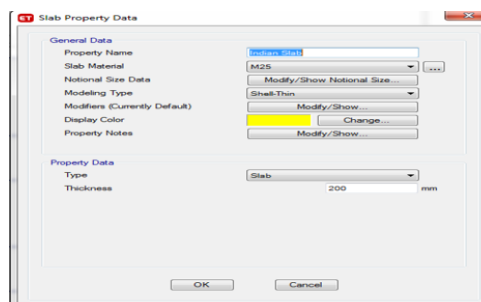 ET Slab Property Data
General Data
Property Name Indian Slab
Slab Material M25 ...
Notional Size Data Modify/Show Notional Size...
Modeling Type Shell-Thin
Modifiers (Currently Default) Modify/Show...
Display Color Change...
Property Notes Modify/Show...
Property Data
Type Slab
Thickness 200 mm
OK Cancel